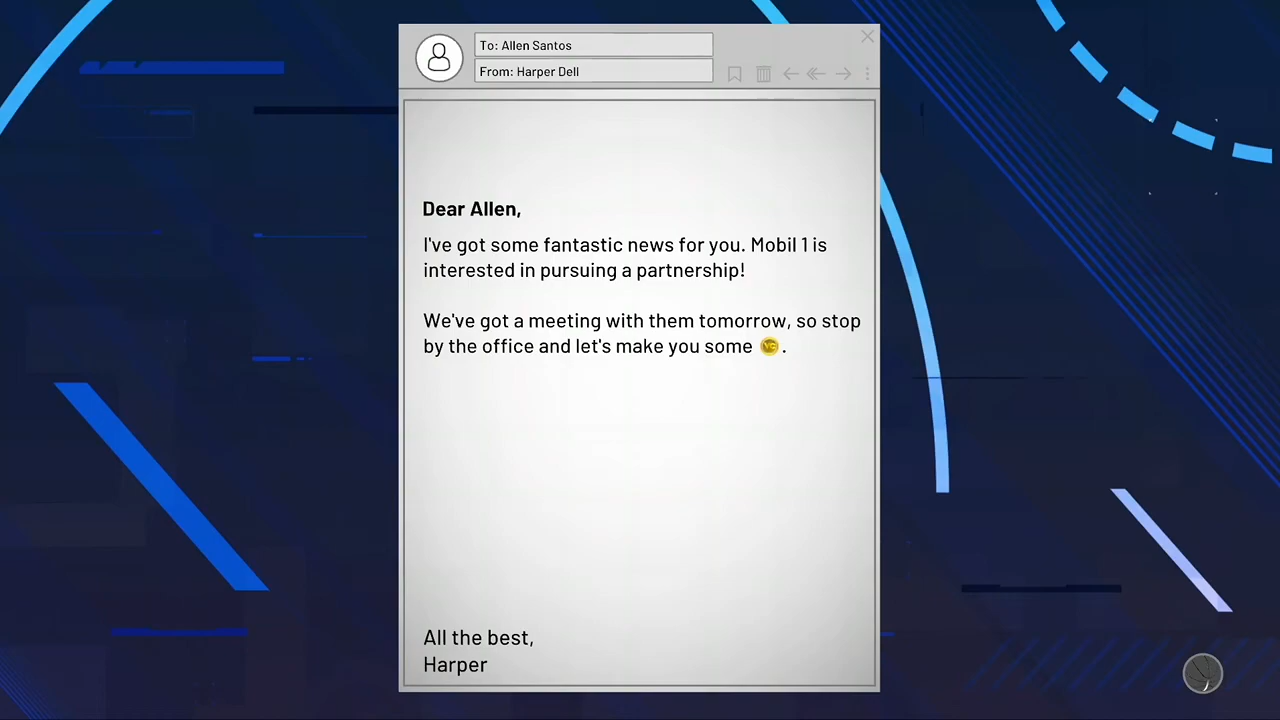 To: Allen Santos
From: Harper Dell
Dear Allen,
I've got some fantastic news for you. Mobil 1 is
interested in pursuing a partnership!
We've got a meeting with them tomorrow, so stop
by the office and let's make you some VC.
All the best,
Harper